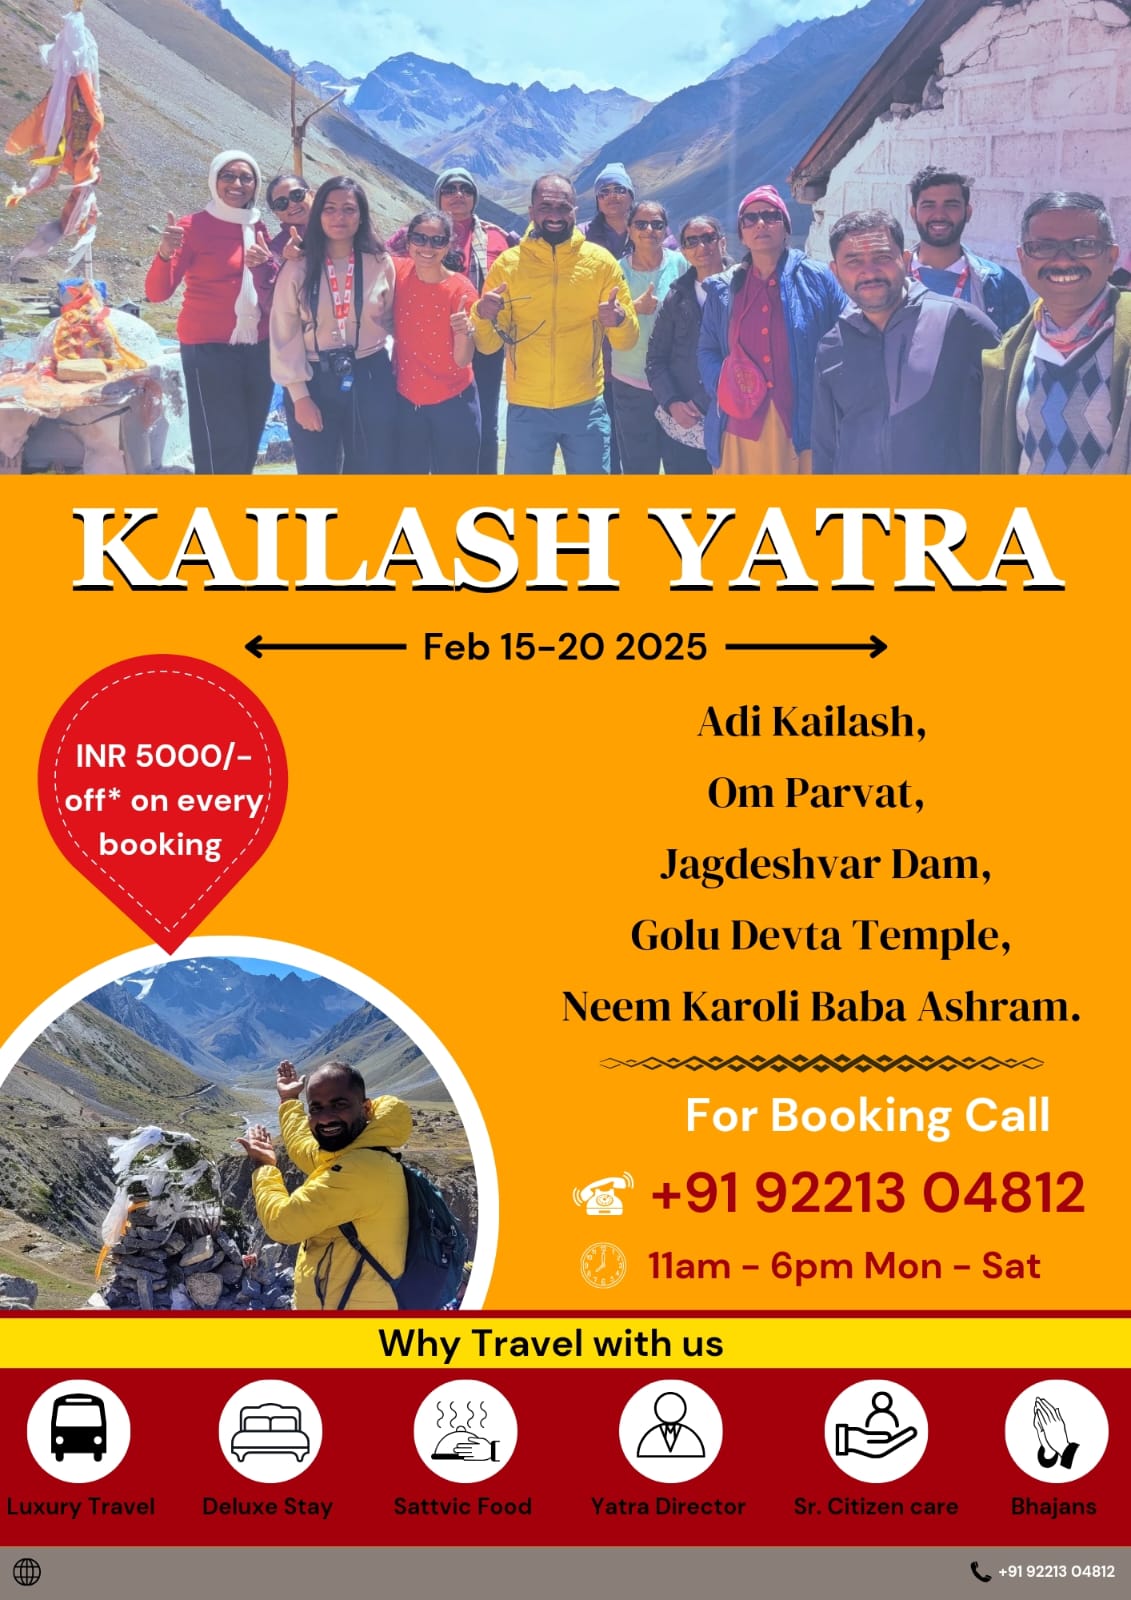 KAILASH YATRA
Feb 15-20 2025
INR 5000/-
off* on every
booking
Adi Kailash,
Om Parvat,
Jagdeshvar Dam,
Golu Devta Temple,
Neem Karoli Baba Ashram.
For Booking Call
+91 92213 04812
11am - 6pm Mon - Sat
Why Travel with us
Luxury Travel
Deluxe Stay
Sattvic Food
Yatra Director
Sr. Citizen care
Bhajans
+91 92213 04812